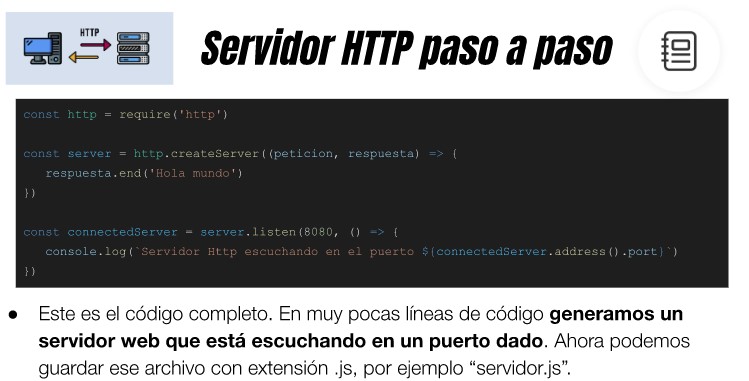 HTTP
Servidor HTTP paso a paso
const http = require('http')
const server = http.createServer((peticion, respuesta) => {
respuesta.end('Hola mundo')
})
const connectedServer = server.listen(8080, () => {
console.log(`Servidor Http escuchando en el puerto ${connectedServer.address().port}`)
})
● Este es el código completo. En muy pocas líneas de código generamos un
servidor web que está escuchando en un puerto dado. Ahora podemos
guardar ese archivo con extensión .js, por ejemplo “servidor.js”.